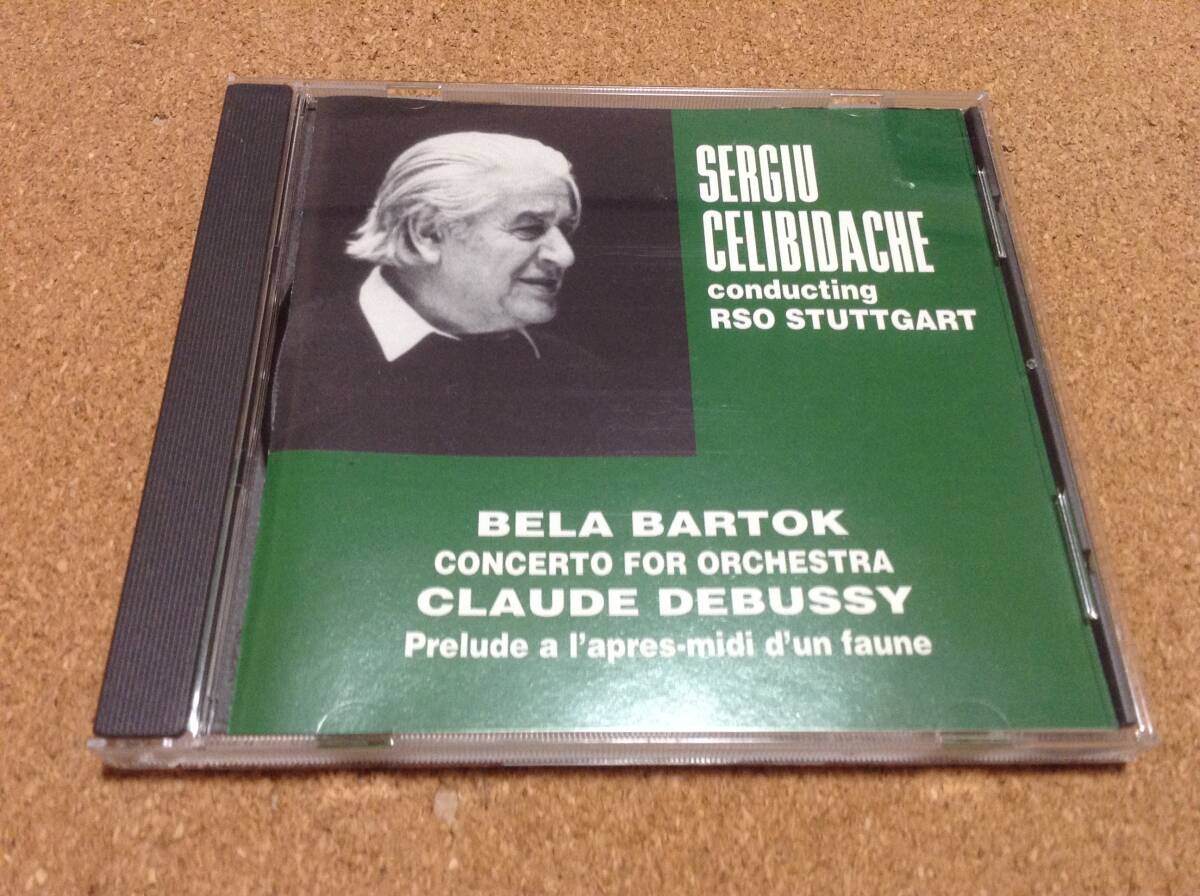 SERGIU
CELIBIDACHE
conducting
RSO STUTTGART
BELA BARTOK
CONCERTO FOR ORCHESTRA
CLAUDE DEBUSSY
Prelude a l'apres-midi d'un faune